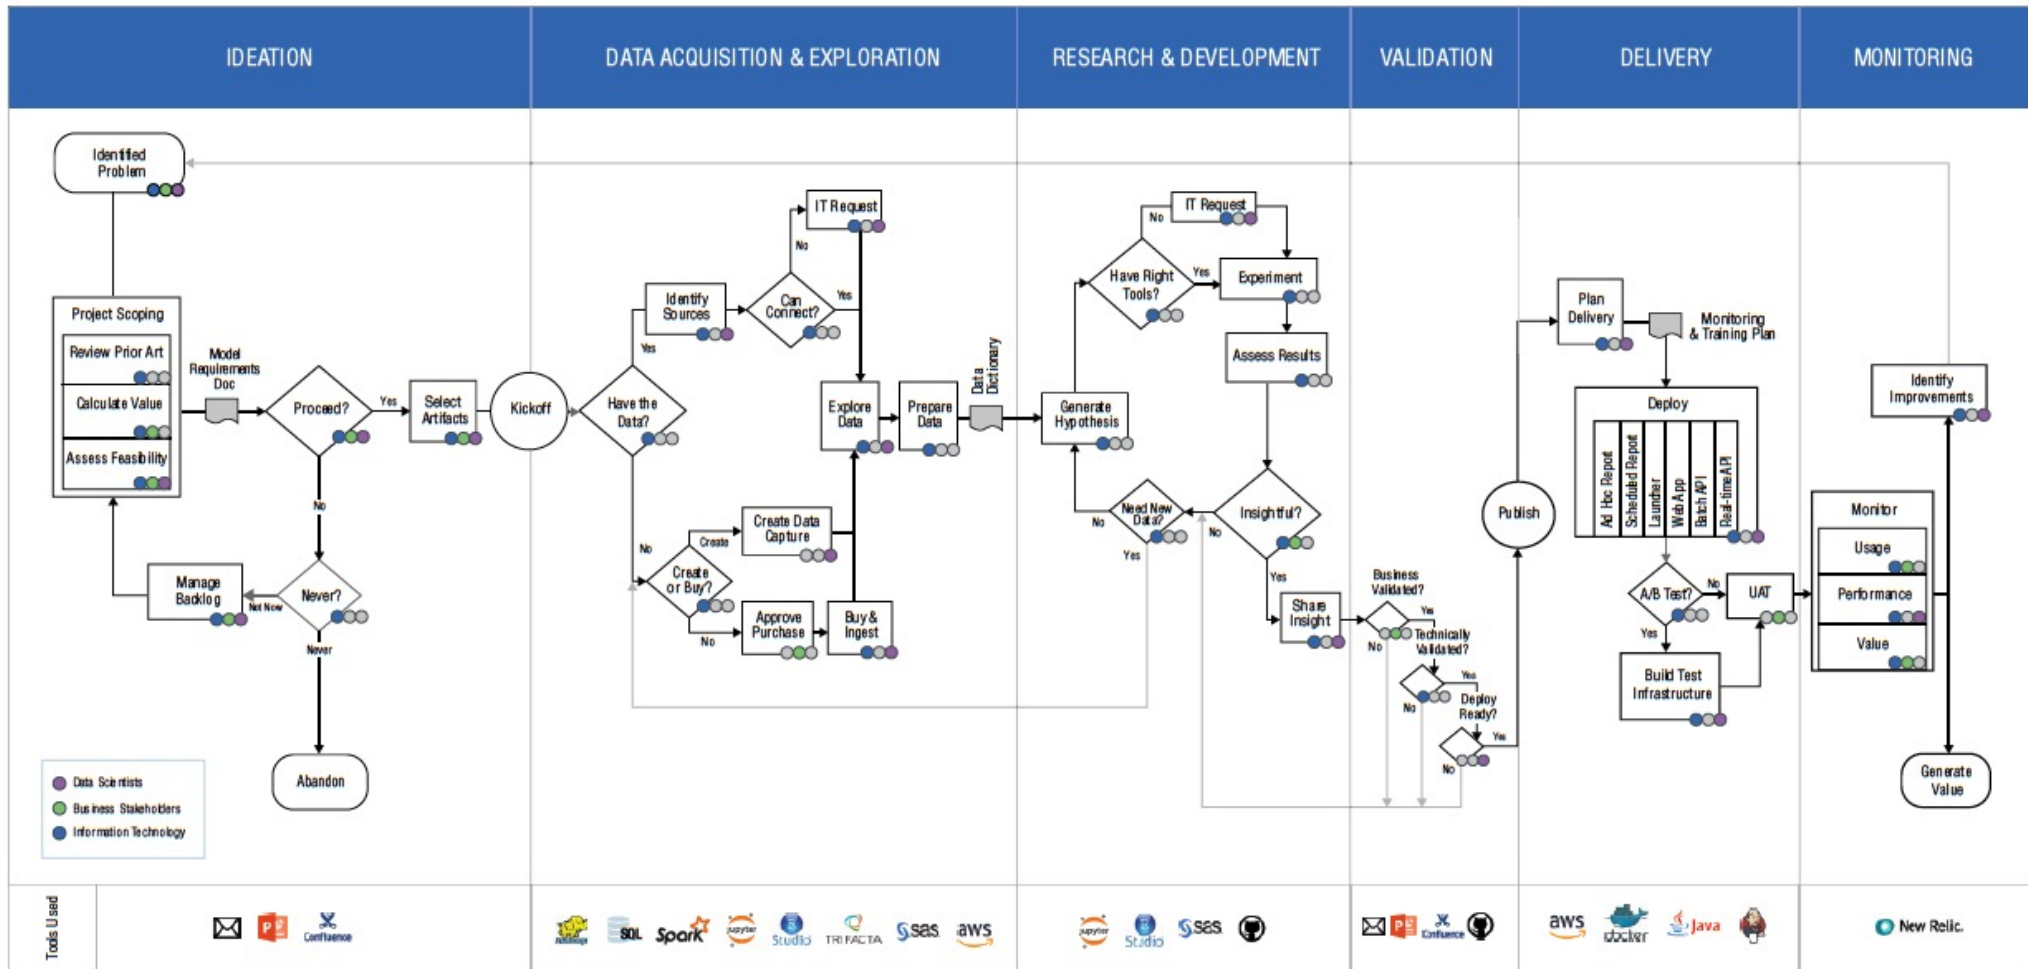 IDEATION
DATA ACQUISITION & EXPLORATION
RESEARCH & DEVELOPMENT
VALIDATION
DELIVERY
MONITORING
Identified
Problem
Project Scoping
Review Prior Art
Calculate Value
Assess Feasibility
Model
Requirements
Doc
Proceed?
Yes
No
Select
Artifacts
Never?
Not Now
Never
Manage
Backlog
Abandon
Data Scientists
Business Stakeholders
Information Technology
Kickoff
Have the
Data?
Yes
No
Identify
Sources
Can
Connect?
No
Yes
IT Request
Explore
Data
Prepare
Data
Data
Dictionary
Create
or Buy?
Create
No
Create Data
Capture
Approve
Purchase
Buy &
Ingest
Generate
Hypothesis
Have Right
Tools?
No
Yes
IT Request
Experiment
Assess Results
Insightful?
No
Yes
Need New
Data?
No
Yes
Share
Insight
Business
Validated?
Yes
No
Technically
Validated?
Yes
No
Deploy
Ready?
Yes
No
Publish
Plan
Delivery
Monitoring
& Training Plan
Deploy
Ad Hoc Report
Scheduled Report
Launcher
Web App
Batch API
Real-time API
A/B Test?
No
Yes
UAT
Build Test
Infrastructure
Monitor
Usage
Performance
Value
Identify
Improvements
Generate
Value
Tools Used
Confluence
hadoop
SQL
Spark
jupyter
Studio
TRIFACTA
sas
aws
jupyter
Studio
sas
Confluence
aws
docker
Java
New Relic.